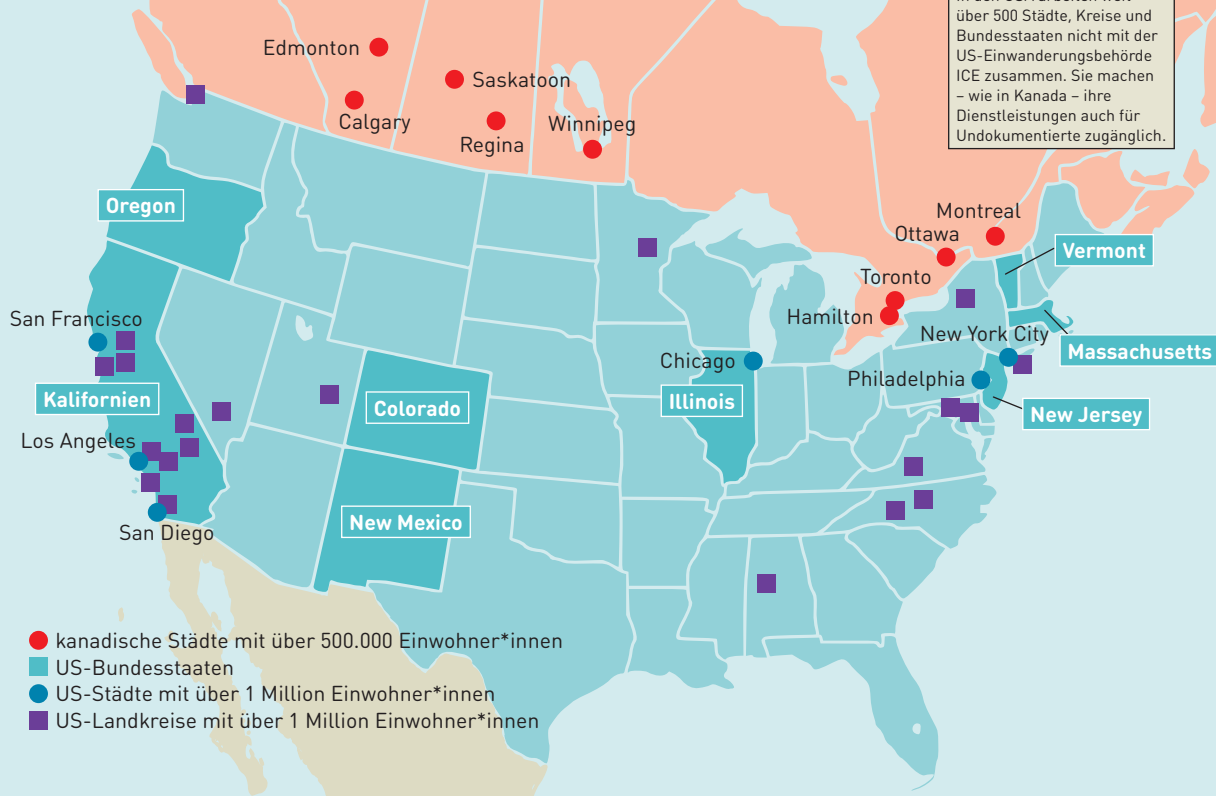 über 500 Städte, Kreise und
Bundesstaaten nicht mit der
US-Einwanderungsbehörde
ICE zusammen. Sie machen
– wie in Kanada – ihre
Dienstleistungen auch für
Undokumentierte zugänglich.
Edmonton
Saskatoon
Calgary
Regina
Winnipeg
Oregon
Montreal
Ottawa
Vermont
Toronto
Hamilton
San Francisco
New York City
Massachusetts
Chicago
Philadelphia
Kalifornien
Colorado
Illinois
New Jersey
Los Angeles
New Mexico
San Diego
kanadische Städte mit über 500.000 Einwohner*innen
US-Bundesstaaten
US-Städte mit über 1 Million Einwohner*innen
US-Landkreise mit über 1 Million Einwohner*innen